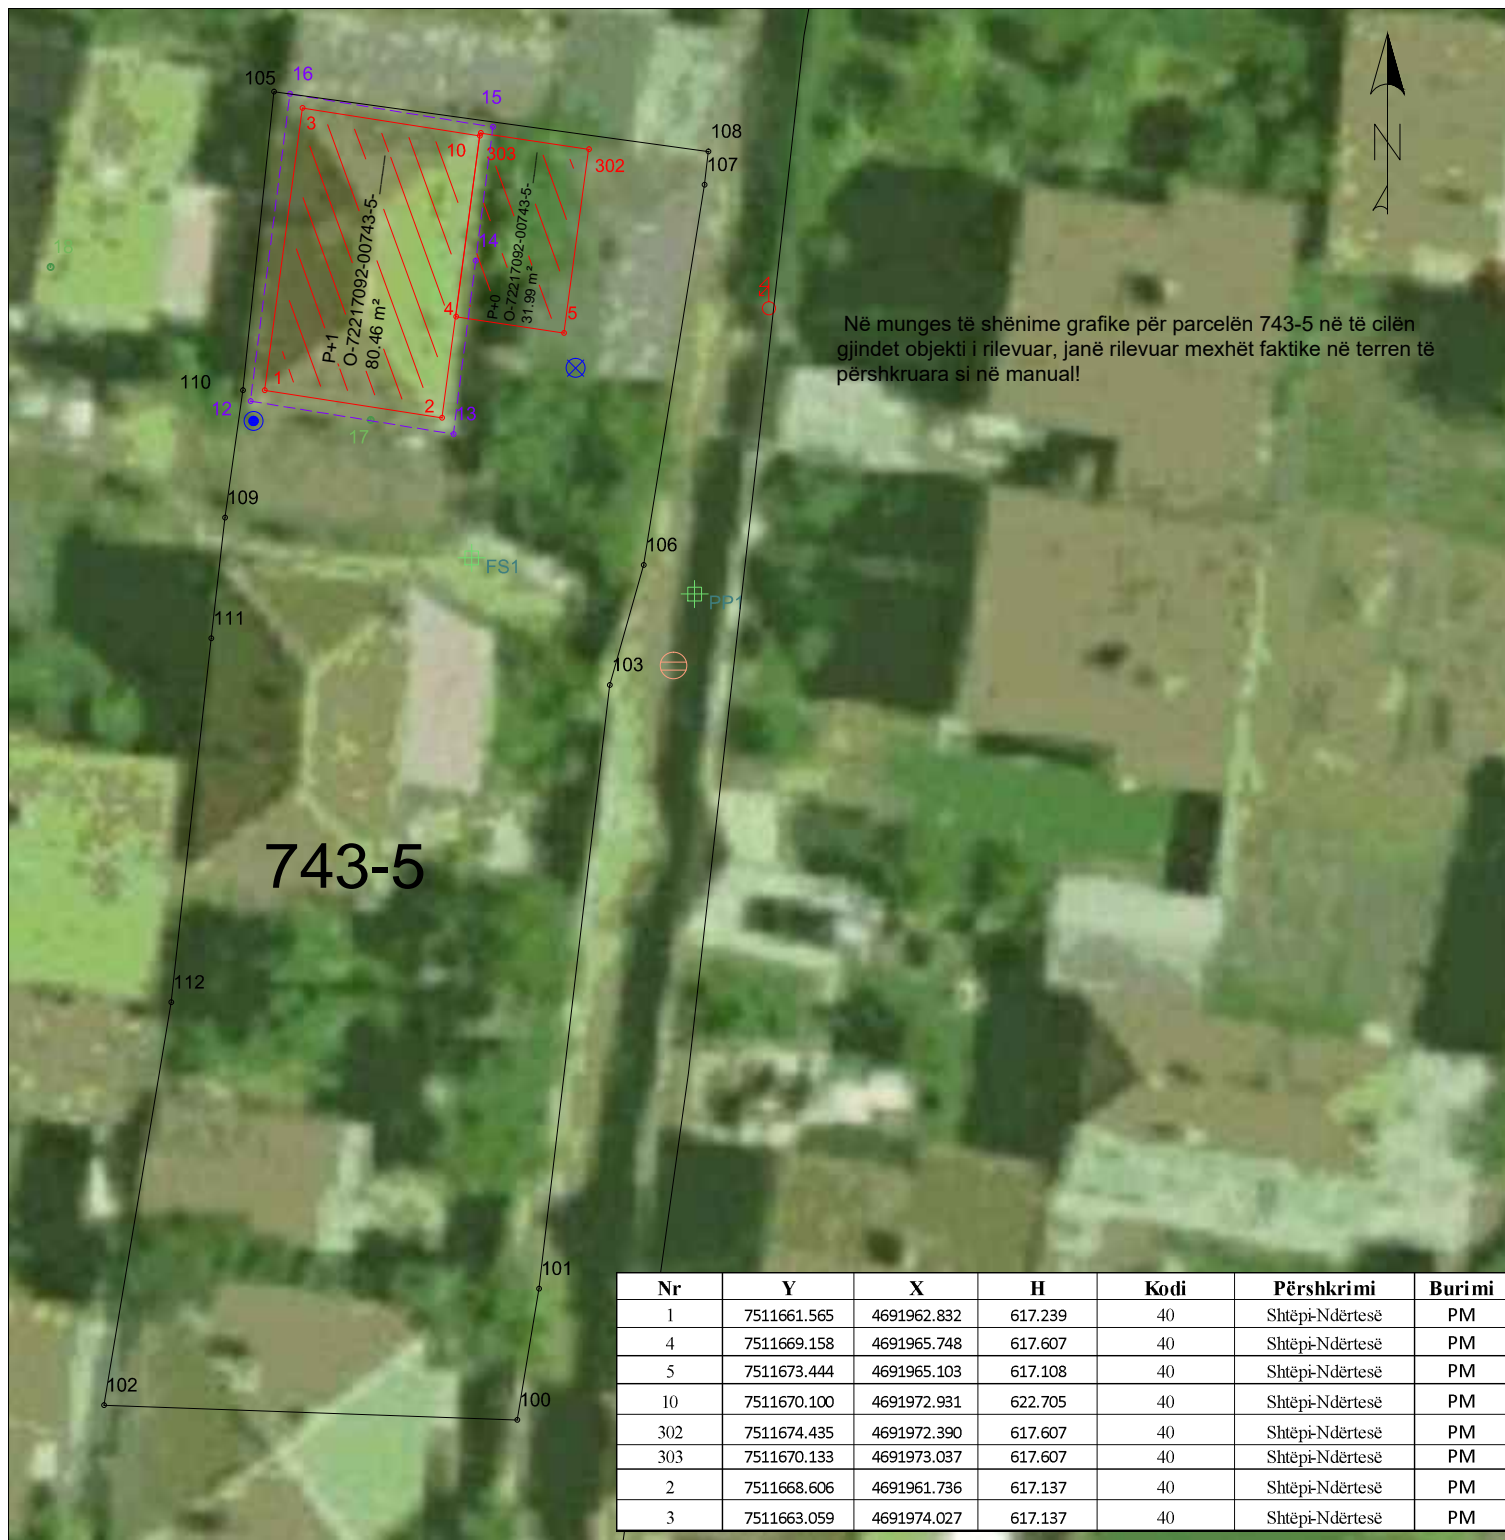 105
16
15
3
10
303
302
108
107
N
P+1
O-72217092-00743-5-
80.46 m²
P+0
O-72217092-00743-5-
31.99 m²
14
4
5
1
2
13
110
12
17
Në munges të shënime grafike për parcelën 743-5 në të cilën
gjindet objekti i rilevuar, janë rilevuar mexhët faktike në terren të
përshkruara si në manual!
109
106
FS1
PP1
111
103
743-5
112
101
102
100
Nr Y X H Kodi Përshkrimi Burimi
1 7511661.565 4691962.832 617.239 40 Shtëpi-Ndërtesë PM
4 7511669.158 4691965.748 617.607 40 Shtëpi-Ndërtesë PM
5 7511673.444 4691965.103 617.108 40 Shtëpi-Ndërtesë PM
10 7511670.100 4691972.931 622.705 40 Shtëpi-Ndërtesë PM
302 7511674.435 4691972.390 617.607 40 Shtëpi-Ndërtesë PM
303 7511670.133 4691973.037 617.607 40 Shtëpi-Ndërtesë PM
2 7511668.606 4691961.736 617.137 40 Shtëpi-Ndërtesë PM
3 7511663.059 4691974.027 617.137 40 Shtëpi-Ndërtesë PM